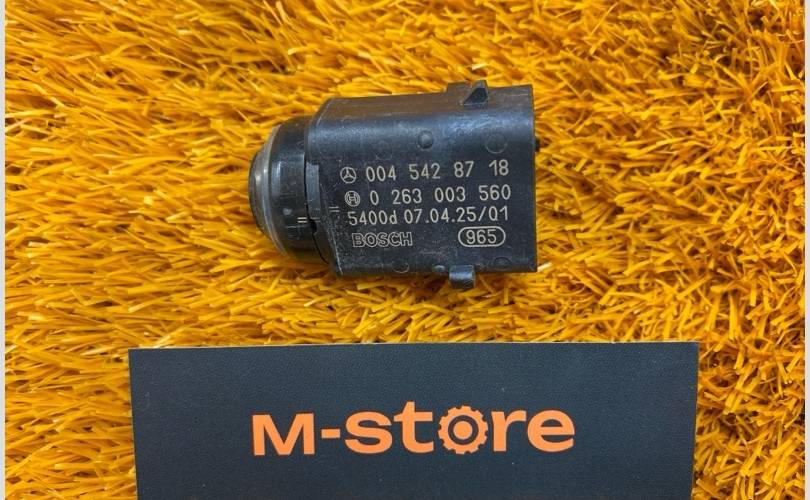 004 542 87 18
0 263 003 560
5400d 07.04.25/01
BOSCH 965
M-store